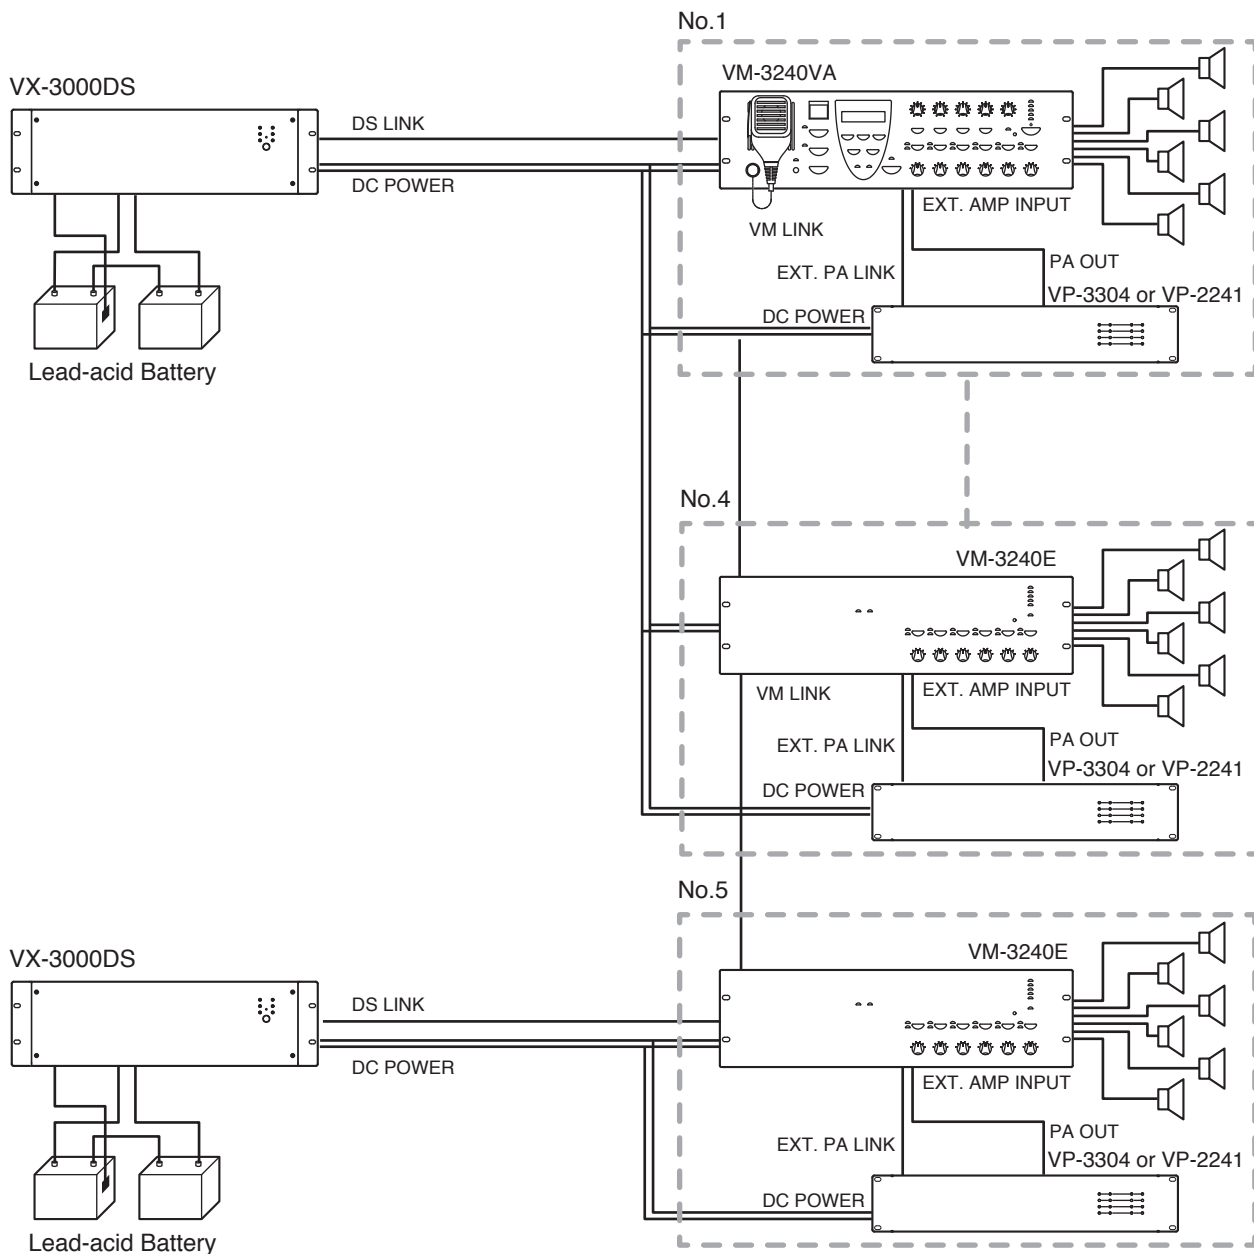 No.1
VX-3000DS
VM-3240VA
DS LINK
DC POWER
EXT. AMP INPUT
VM LINK
PA OUT
EXT. PA LINK
VP-3304 or VP-2241
DC POWER
Lead-acid Battery
No.4
VM-3240E
VM LINK
EXT. AMP INPUT
PA OUT
EXT. PA LINK
VP-3304 or VP-2241
DC POWER
No.5
VX-3000DS
VM-3240E
DS LINK
DC POWER
EXT. AMP INPUT
PA OUT
EXT. PA LINK
VP-3304 or VP-2241
DC POWER
Lead-acid Battery